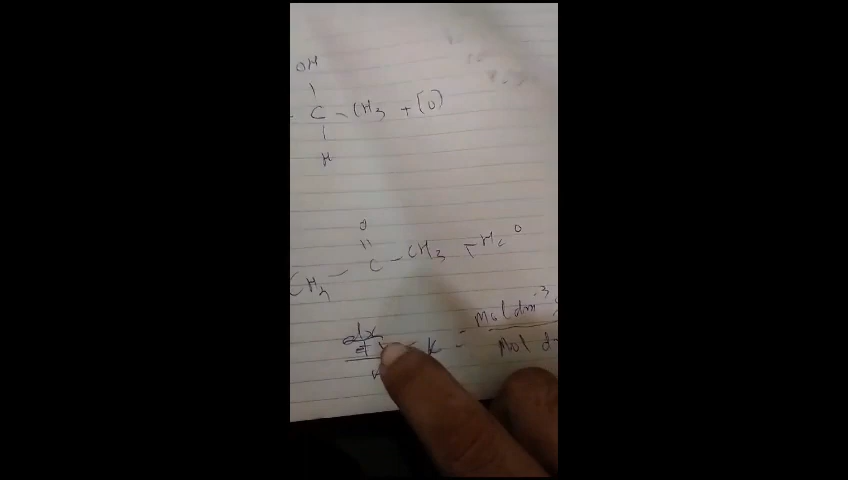 OH
|
- C - CH3 + [O]
|
H
O
||
CH3 - C - CH3 + H2O
dx
dt = K = Mol dm-3
Mol d